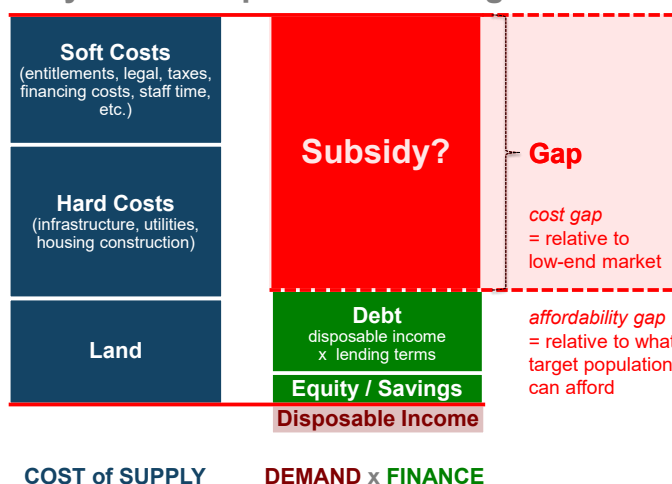 Soft Costs
(entitlements, legal, taxes,
financing costs, staff time,
etc.)
Hard Costs
(infrastructure, utilities,
housing construction)
Land
COST of SUPPLY
Subsidy?
Debt
disposable income
x lending terms
Equity / Savings
Disposable Income
DEMAND x FINANCE
Gap
cost gap
= relative to
low-end market
affordability gap
= relative to what
target population
can afford